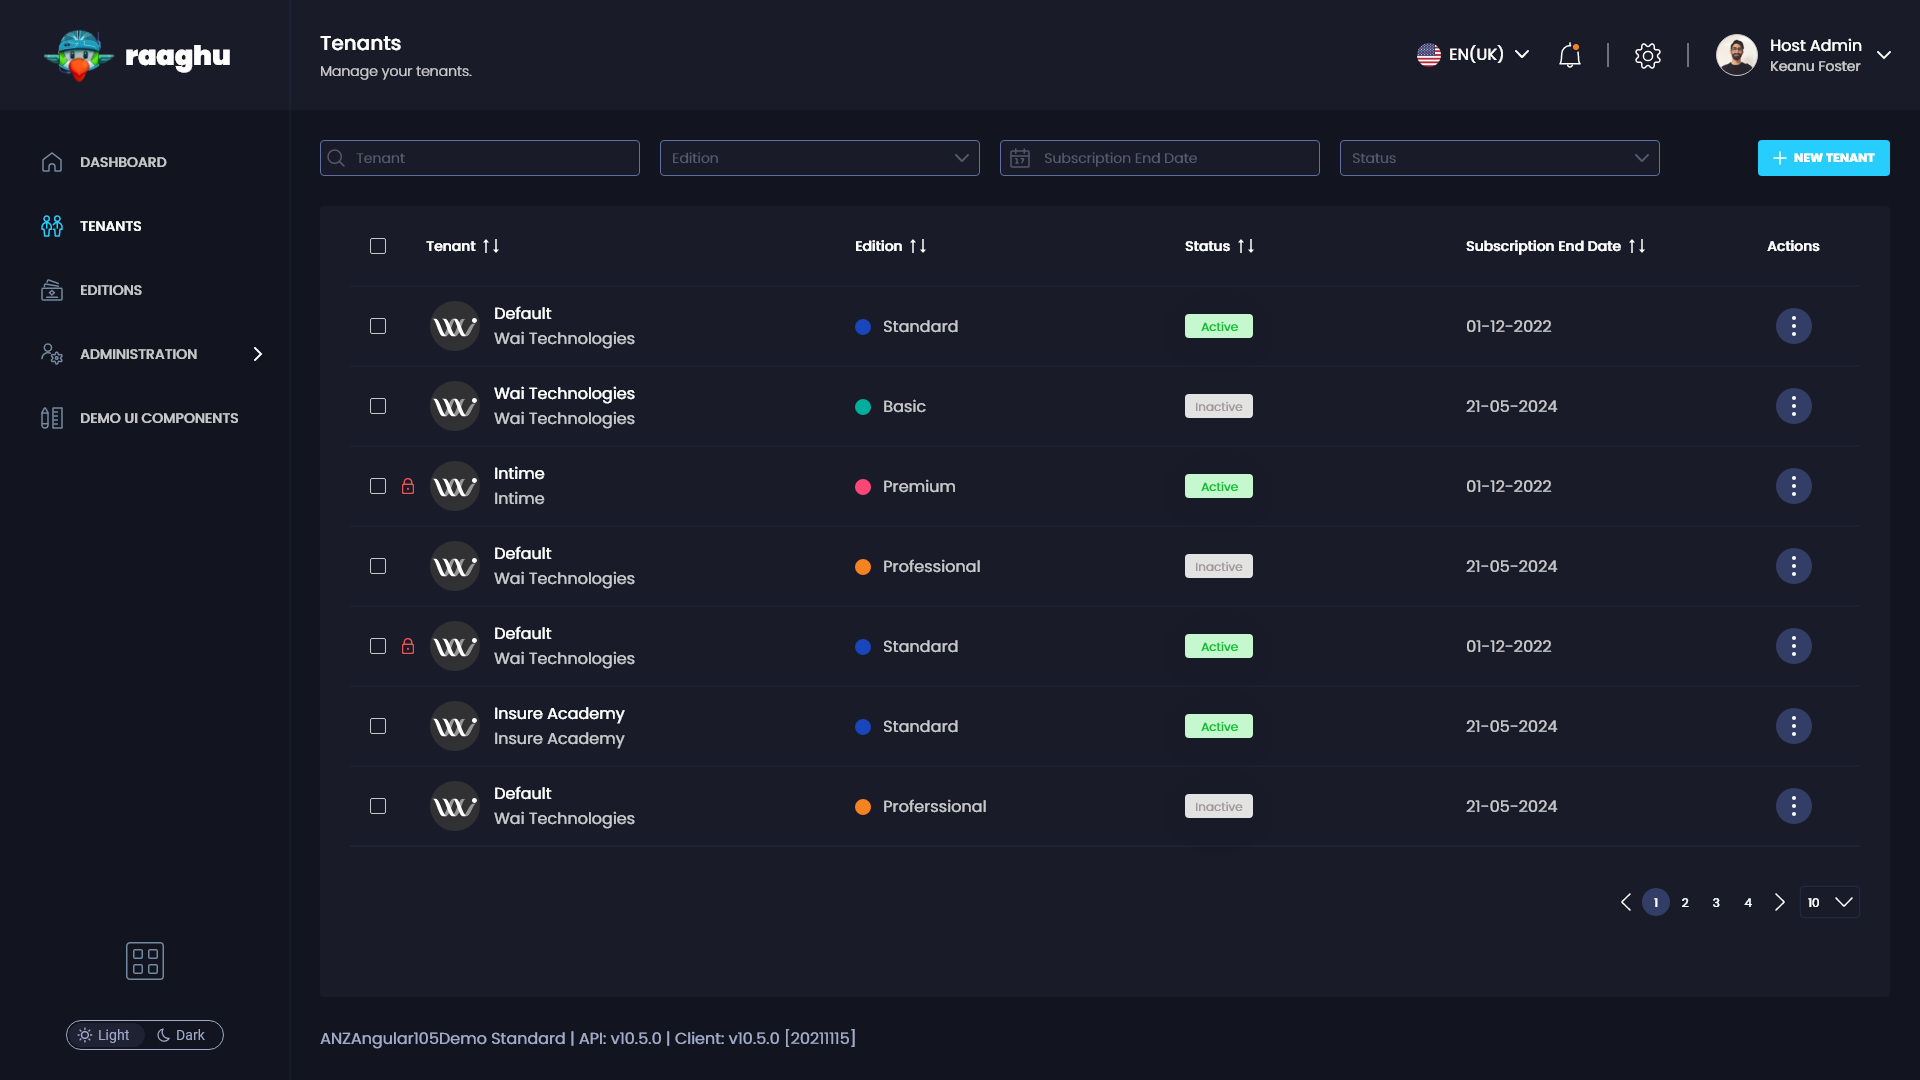 raaghu
Tenants
Manage your tenants.
EN(UK)
Host Admin
Keanu Foster
DASHBOARD
TENANTS
EDITIONS
ADMINISTRATION
DEMO UI COMPONENTS
Light
Dark
Tenant
Edition
17
Subscription End Date
Status
NEW TENANT
Tenant Edition Status Subscription End Date Actions
Default
Wai Technologies
Standard Active 01-12-2022
Wai Technologies
Wai Technologies
Basic Inactive 21-05-2024
Intime
Intime
Premium Active 01-12-2022
Default
Wai Technologies
Professional Inactive 21-05-2024
Default
Wai Technologies
Standard Active 01-12-2022
Insure Academy
Insure Academy
Standard Active 21-05-2024
Default
Wai Technologies
Proferssional Inactive 21-05-2024
1 2 3 4 10
ANZAngular105Demo Standard | API: v10.5.0 | Client: v10.5.0 [20211115]